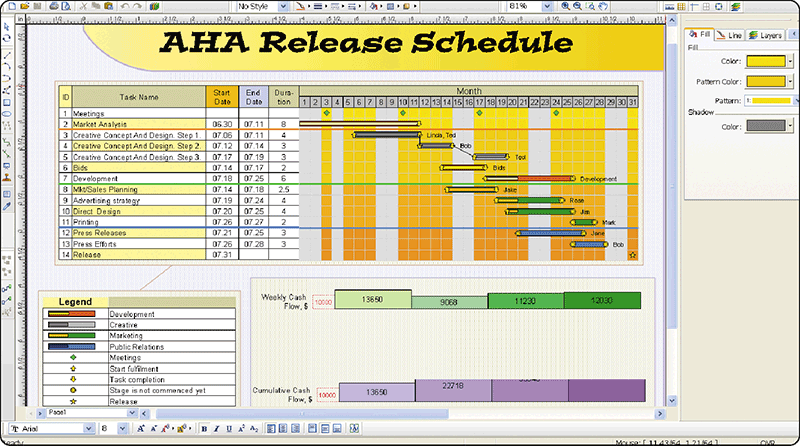 No Style
81%
AHA Release Schedule
ID Task Name Start Date End Date Dura-tion Month
1 2 3 4 5 6 7 8 9 10 11 12 13 14 15 16 17 18 19 20 21 22 23 24 25 26 27 28 29 30 31
1 Meetings
2 Market Analysis 06.30 07.11 8
3 Creative Concept And Design. Step 1 07.06 07.11 4 Linda, Ted
4 Creative Concept And Design. Step 2 07.12 07.14 3 Bob
5 Creative Concept And Design. Step 3 07.17 07.19 3 Ted
6 Bids 07.14 07.17 2 Bids
7 Development 07.18 07.25 6 Development
8 Mkt/Sales Planning 07.14 07.18 2.5 Jake
9 Advertising strategy 07.19 07.24 4 Rose
10 Direct Design 07.20 07.25 4 Jim
11 Printing 07.26 07.27 2 Mark
12 Press Releases 07.21 07.25 3 Jane
13 Press Efforts 07.26 07.28 3 Bob
14 Release 07.31
Legend
Development
Creative
Marketing
Public Relations
Meetings
Start fulfilment
Task completion
Stage is not commenced yet
Release
Weekly Cash Flow, $ 10000 13650 9068 11230 12030
Cumulative Cash Flow, $ 10000 13650 22718
Fill Line Layers
Fill
Color:
Pattern Color:
Pattern:
Shadow
Color:
Page1
Arial 8
B I U
Mouse: [ 11.43/64, 1.21/64 ] OVR